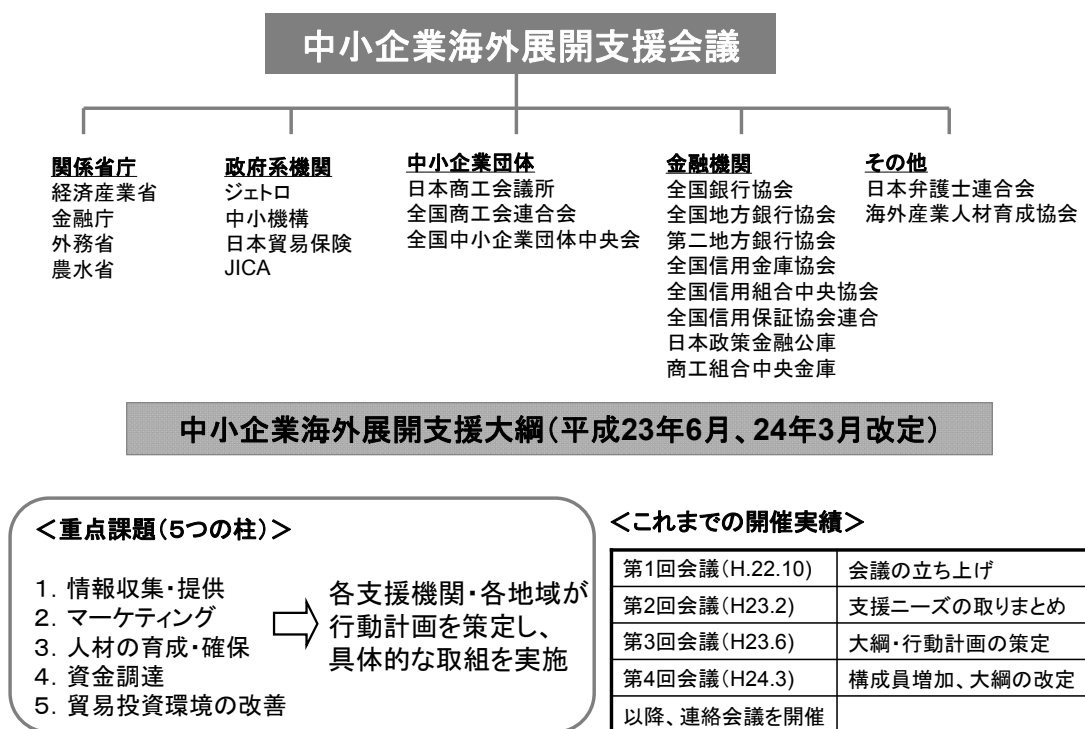 中小企業海外展開支援会議
関係省庁
経済産業省
金融庁
外務省
農水省
政府系機関
ジェトロ
中小機構
日本貿易保険
JICA
中小企業団体
日本商工会議所
全国商工会連合会
全国中小企業団体中央会
金融機関
全国銀行協会
全国地方銀行協会
第二地方銀行協会
全国信用金庫協会
全国信用組合中央協会
全国信用保証協会連合
日本政策金融公庫
商工組合中央金庫
その他
日本弁護士連合会
海外産業人材育成協会
中小企業海外展開支援大綱(平成23年6月、24年3月改定)
＜重点課題(5つの柱)＞
1. 情報収集・提供
2. マーケティング
3. 人材の育成・確保
4. 資金調達
5. 貿易投資環境の改善
各支援機関・各地域が
行動計画を策定し、
具体的な取組を実施
＜これまでの開催実績＞
第1回会議(H.22.10) 会議の立ち上げ
第2回会議(H23.2) 支援ニーズの取りまとめ
第3回会議(H23.6) 大綱・行動計画の策定
第4回会議(H24.3) 構成員増加、大綱の改定
以降、連絡会議を開催